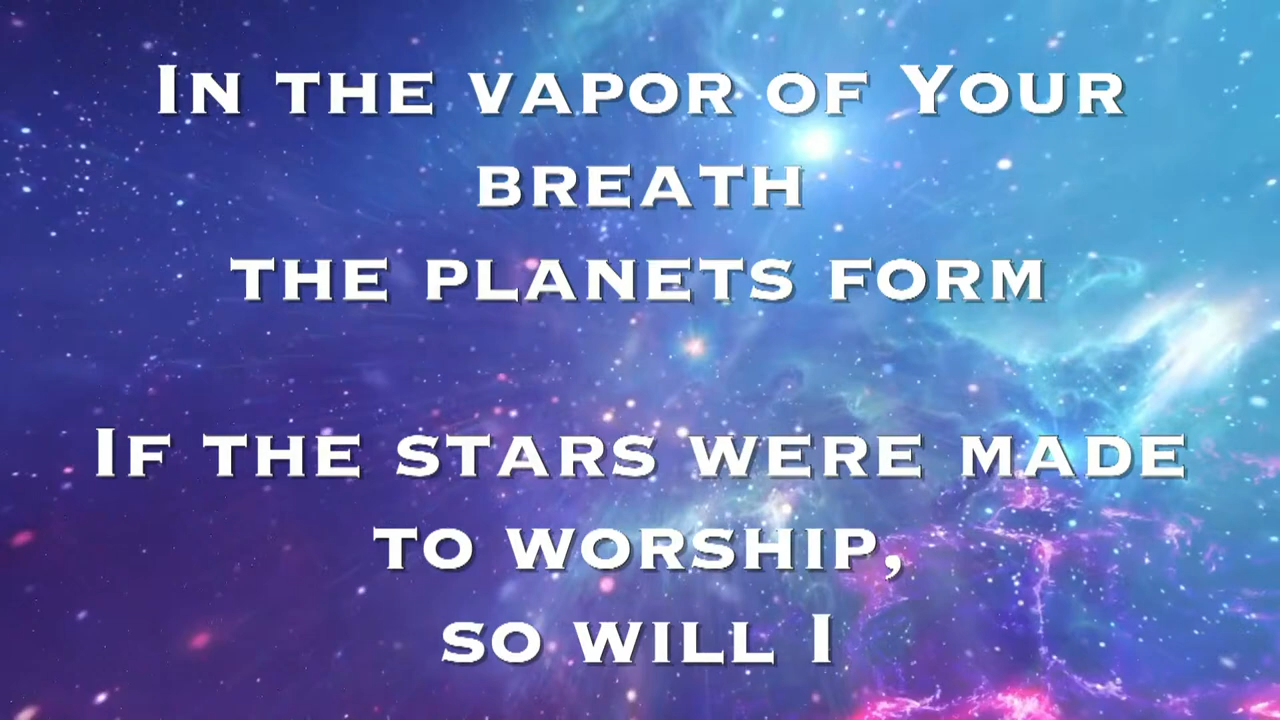 In the vapor of Your
breath
the planets form
If the stars were made
to worship,
so will I